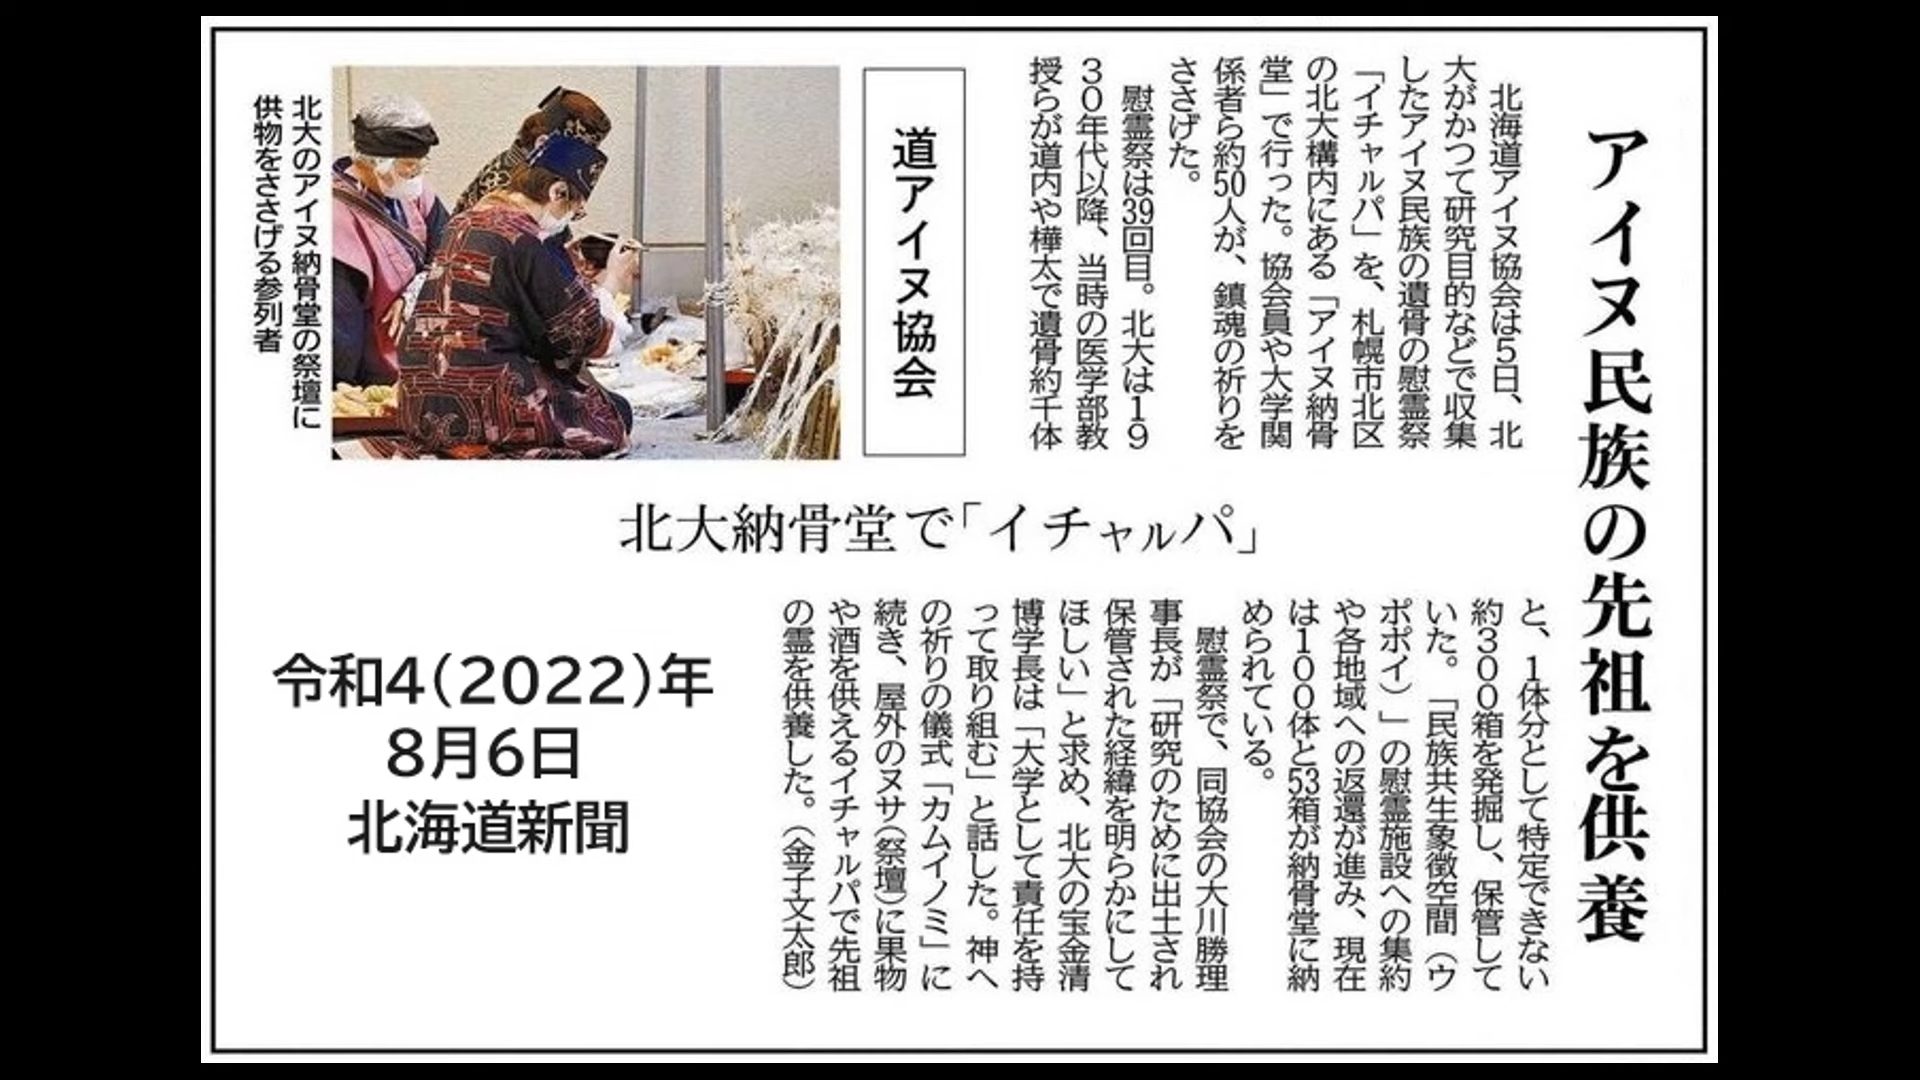 アイヌ民族の先祖を供養
北海道アイヌ協会は5日、北
大がかつて研究目的などで収集
したアイヌ民族の遺骨の慰霊祭
「イチャルパ」を、札幌市北区
の北大構内にある「アイヌ納骨
堂」で行った。協会員や大学関
係者ら約50人が、鎮魂の祈りを
ささげた。
慰霊祭は39回目。北大は19
30年代以降、当時の医学部教
授らが道内や樺太で遺骨約千体
道アイヌ協会
北大のアイヌ納骨堂の祭壇に
供物をささげる参列者
北大納骨堂で「イチャルパ」
と、1体分として特定できない
約300箱を発掘し、保管して
いた。「民族共生象徴空間(ウ
ポポイ)」の慰霊施設への集約
や各地域への返還が進み、現在
は100体と53箱が納骨堂に納
められている。
慰霊祭で、同協会の大川勝理
事長が「研究のために出土され
保管された経緯を明らかにして
ほしい」と求め、北大の宝金清
博学長は「大学として責任を持
って取り組む」と話した。神へ
の祈りの儀式「カムイノミ」に
続き、屋外のヌサ(祭壇)に果物
や酒を供えるイチャルパで先祖
の霊を供養した。(金子文太郎)
令和4(2022)年
8月6日
北海道新聞